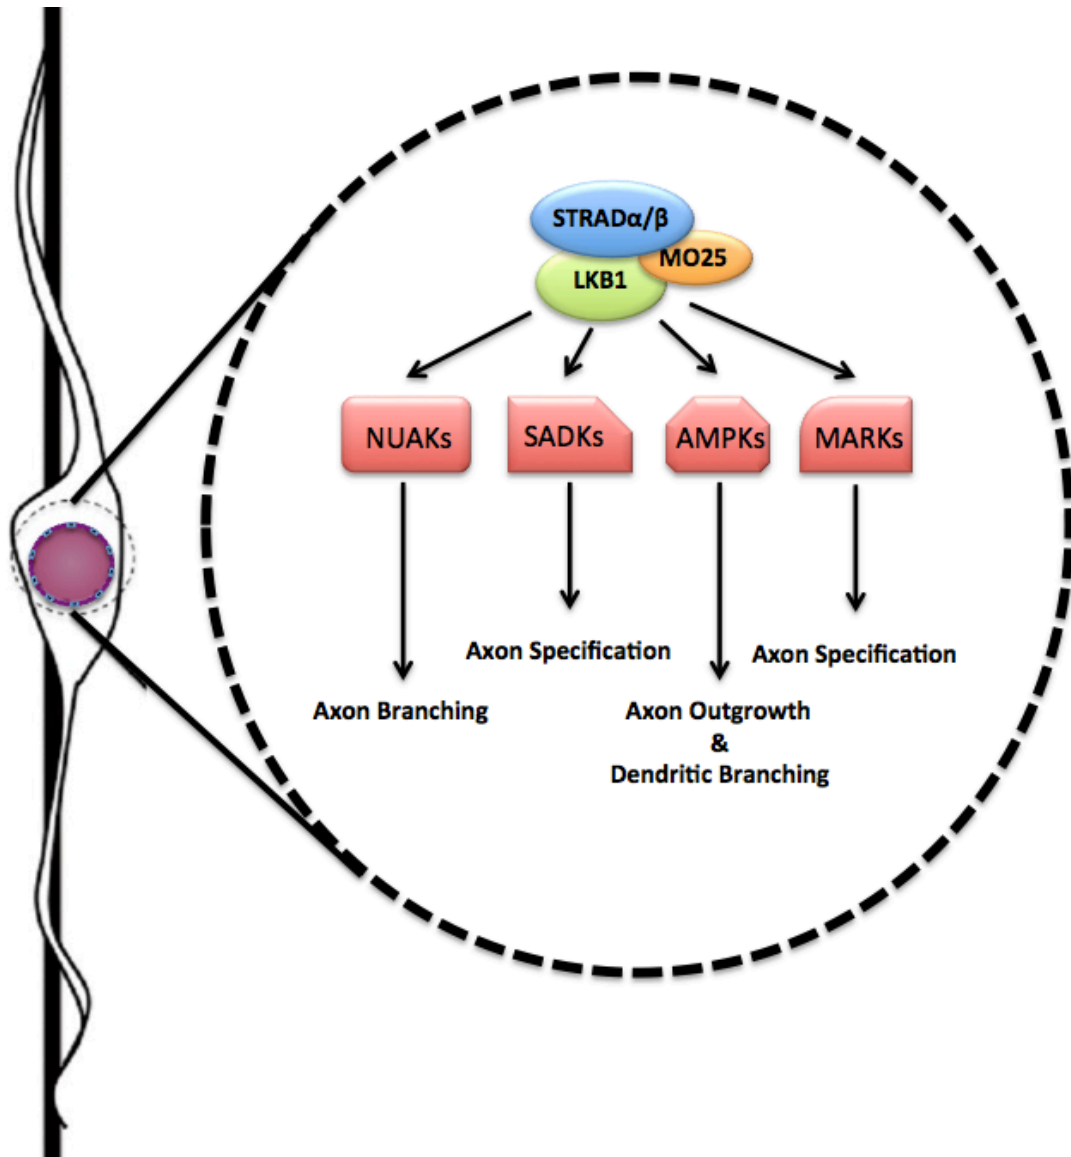 STRADα/β
MO25
LKB1
NUAKs
SADKs
AMPKs
MARKs
Axon Specification
Axon Specification
Axon Branching
Axon Outgrowth
&
Dendritic Branching